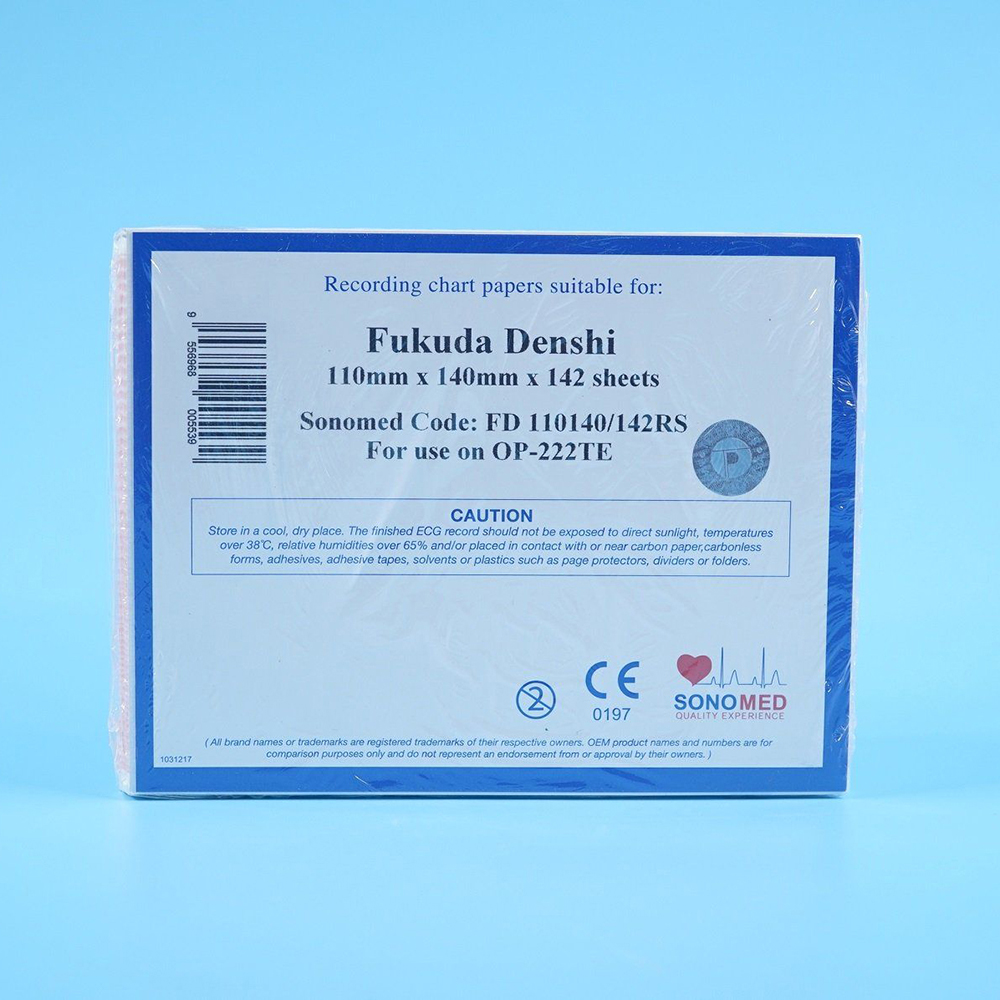 Recording chart papers suitable for:
Fukuda Denshi
110mm x 140mm x 142 sheets
Sonomed Code: FD 110140/142RS
For use on OP-222TE
9 556968 005539
CAUTION
Store in a cool, dry place. The finished ECG record should not be exposed to direct sunlight, temperatures
over 38°C, relative humidities over 65% and/or placed in contact with or near carbon paper,carbonless
forms, adhesives, adhesive tapes, solvents or plastics such as page protectors, dividers or folders.
2
CE
0197
SONOMED
QUALITY EXPERIENCE
( All brand names or trademarks are registered trademarks of their respective owners. OEM product names and numbers are for
comparison purposes only and do not represent an endorsement from or approval by their owners. )
1031217